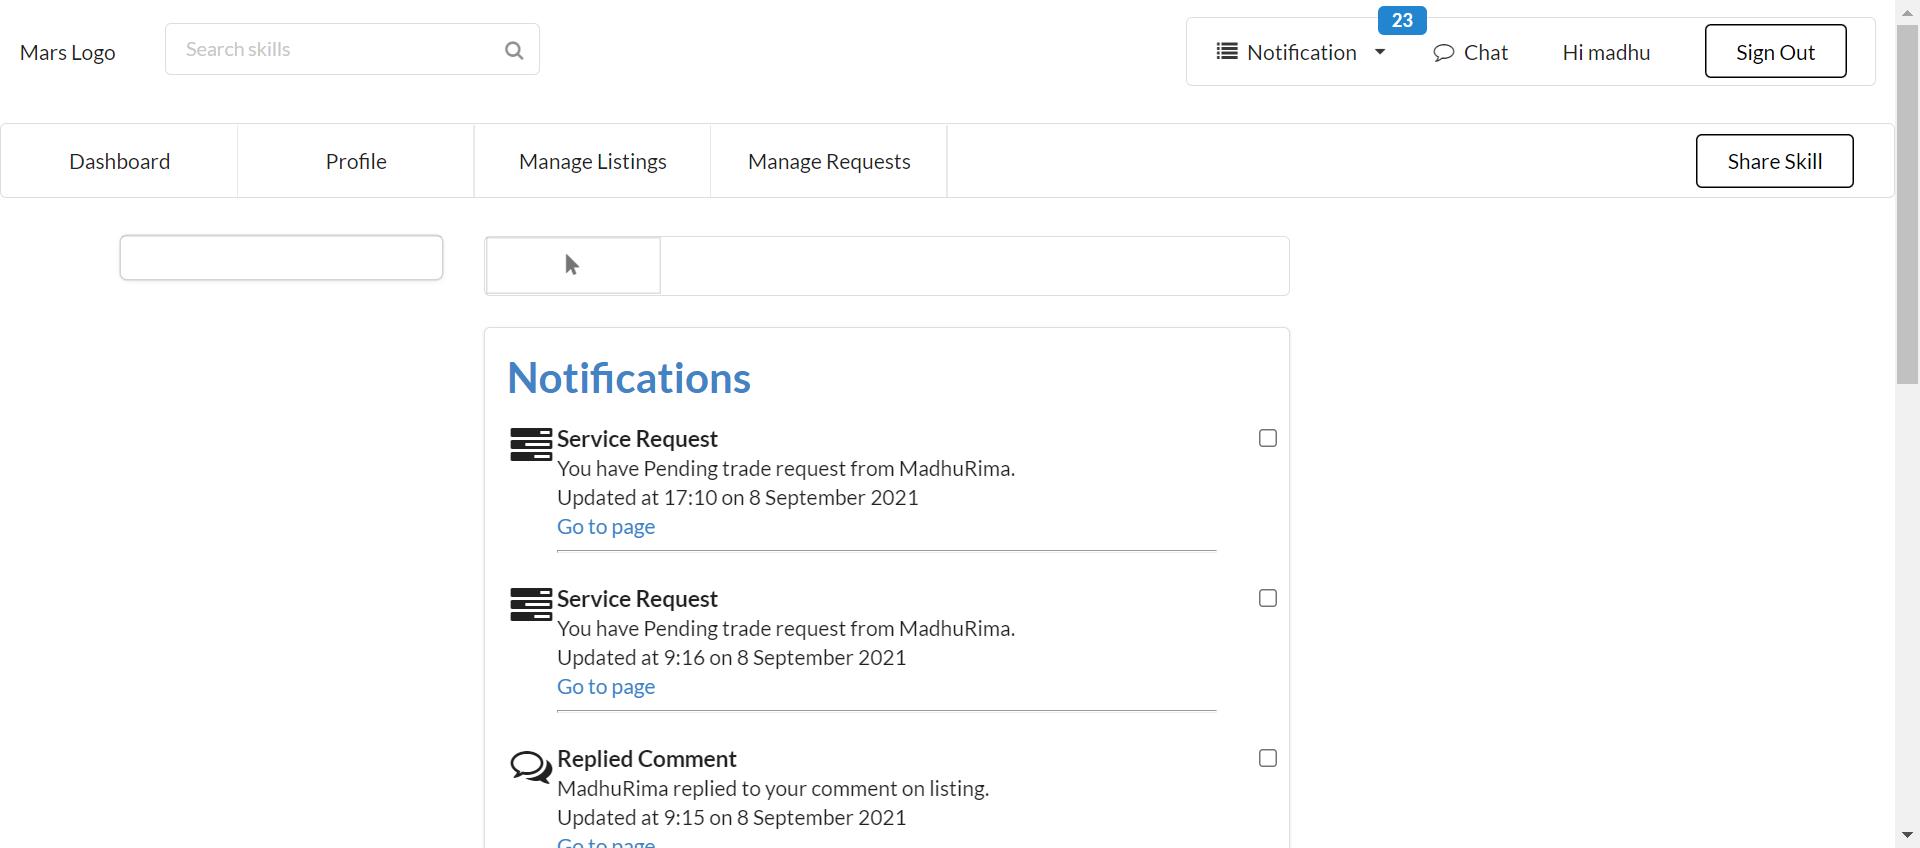 Mars Logo
Search skills
Notification
23
Chat
Hi madhu
Sign Out
Dashboard
Profile
Manage Listings
Manage Requests
Share Skill
Notifications
Service Request
You have Pending trade request from MadhuRima.
Updated at 17:10 on 8 September 2021
Go to page
Service Request
You have Pending trade request from MadhuRima.
Updated at 9:16 on 8 September 2021
Go to page
Replied Comment
MadhuRima replied to your comment on listing.
Updated at 9:15 on 8 September 2021
Go to page